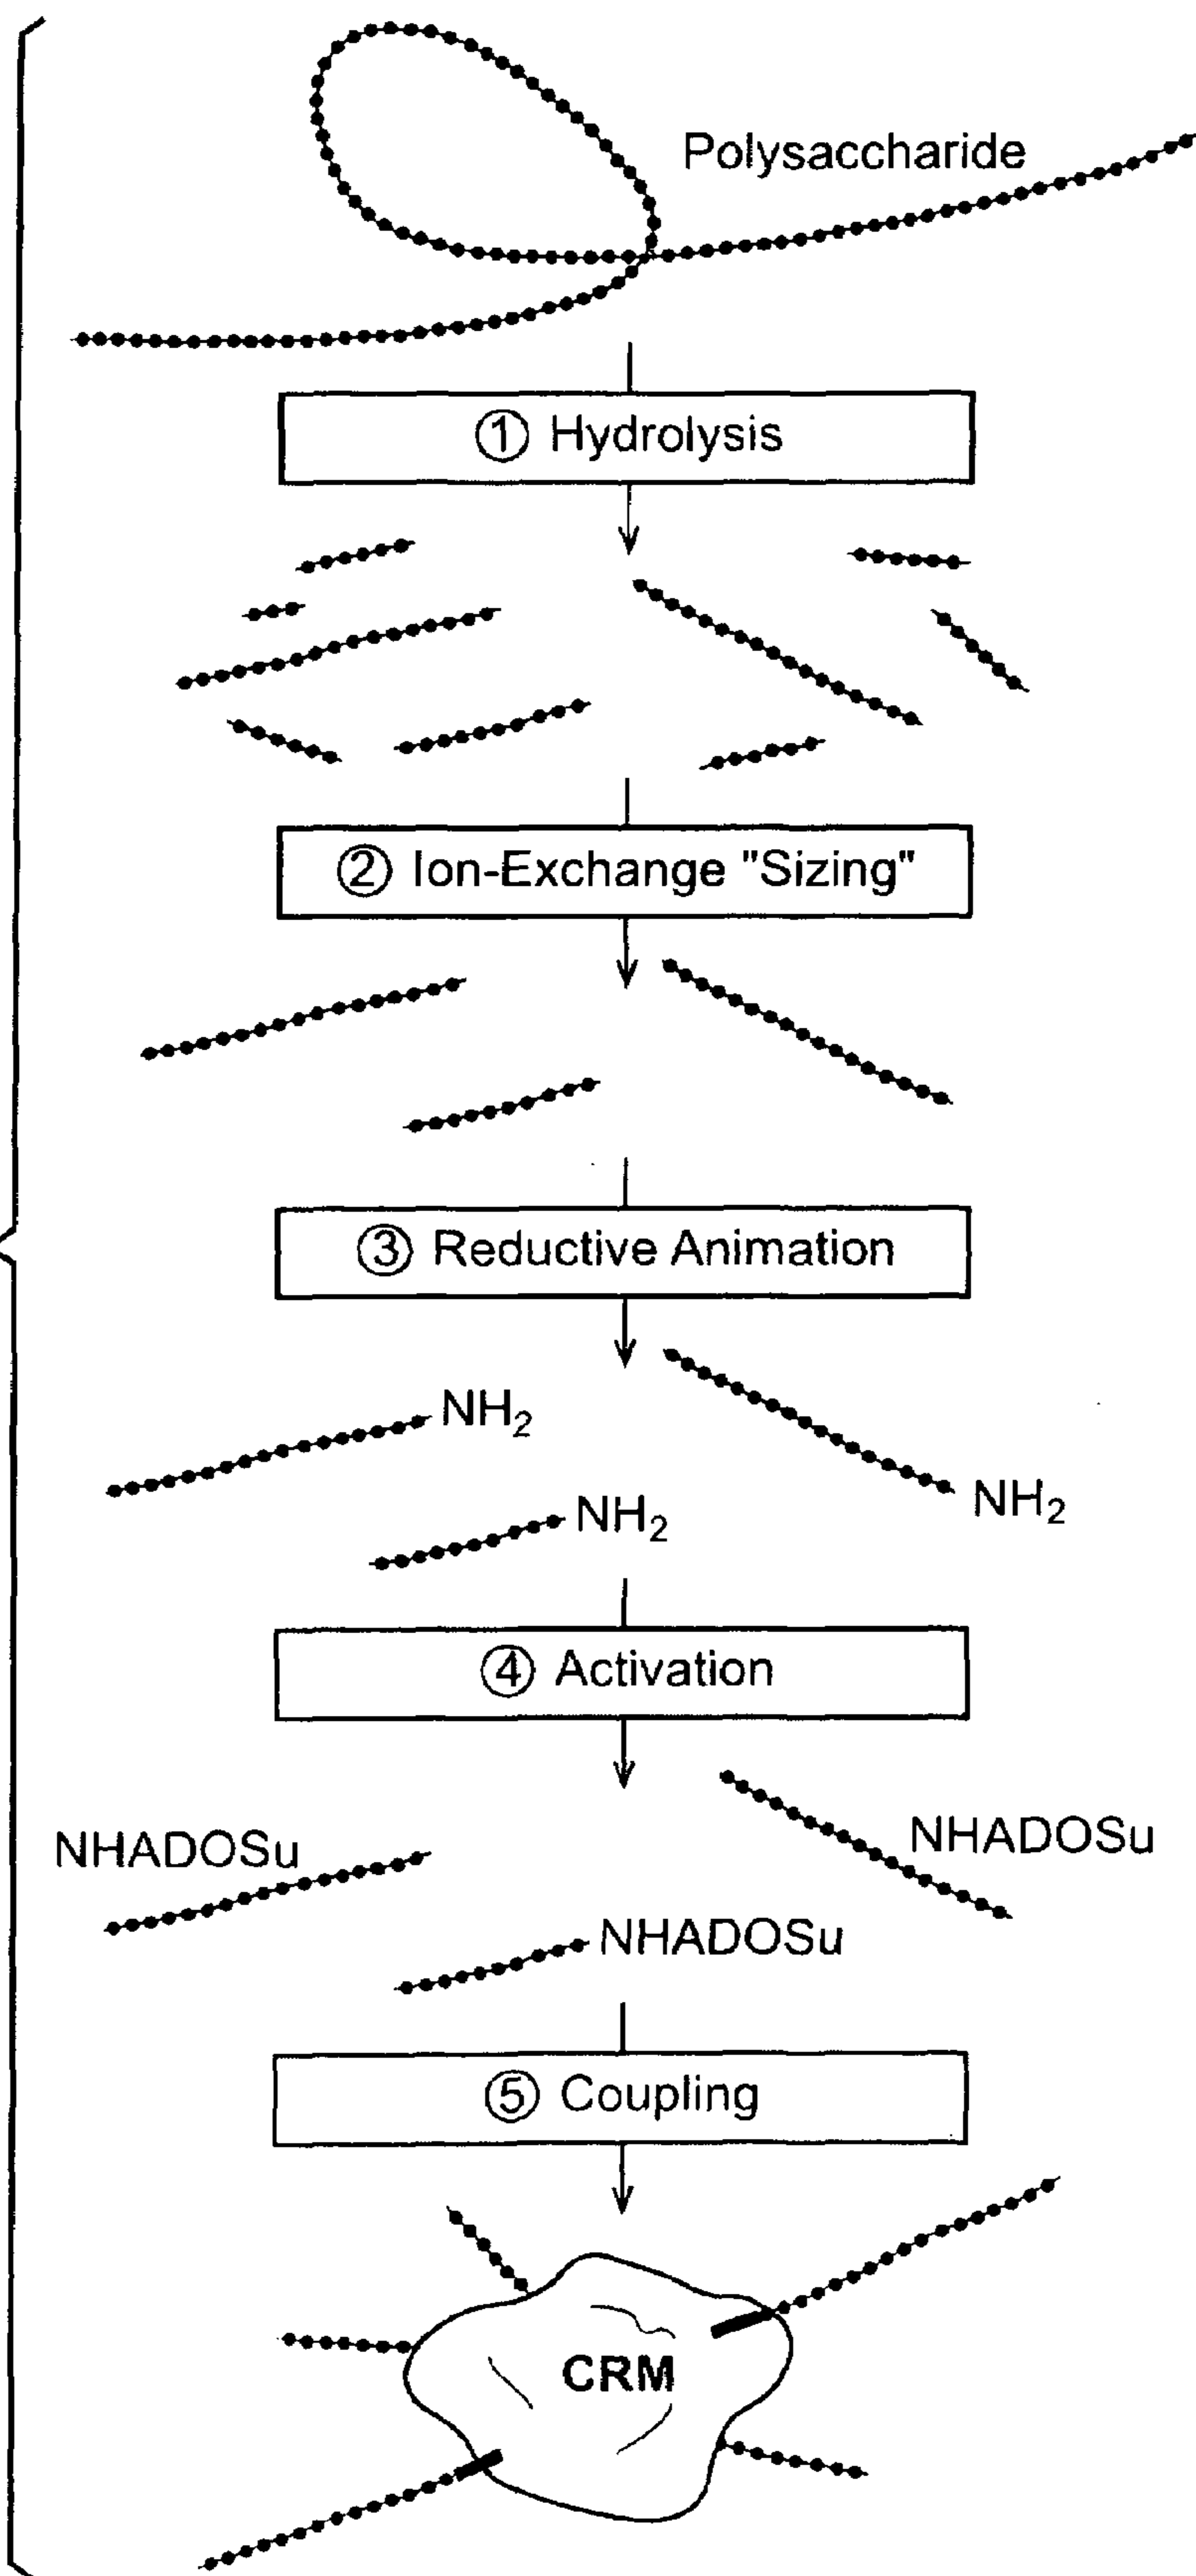 Polysaccharide
① Hydrolysis
② Ion-Exchange "Sizing"
③ Reductive Animation
NH₂
NH₂
NH₂
④ Activation
NHADOSu
NHADOSu
NHADOSu
⑤ Coupling
CRM